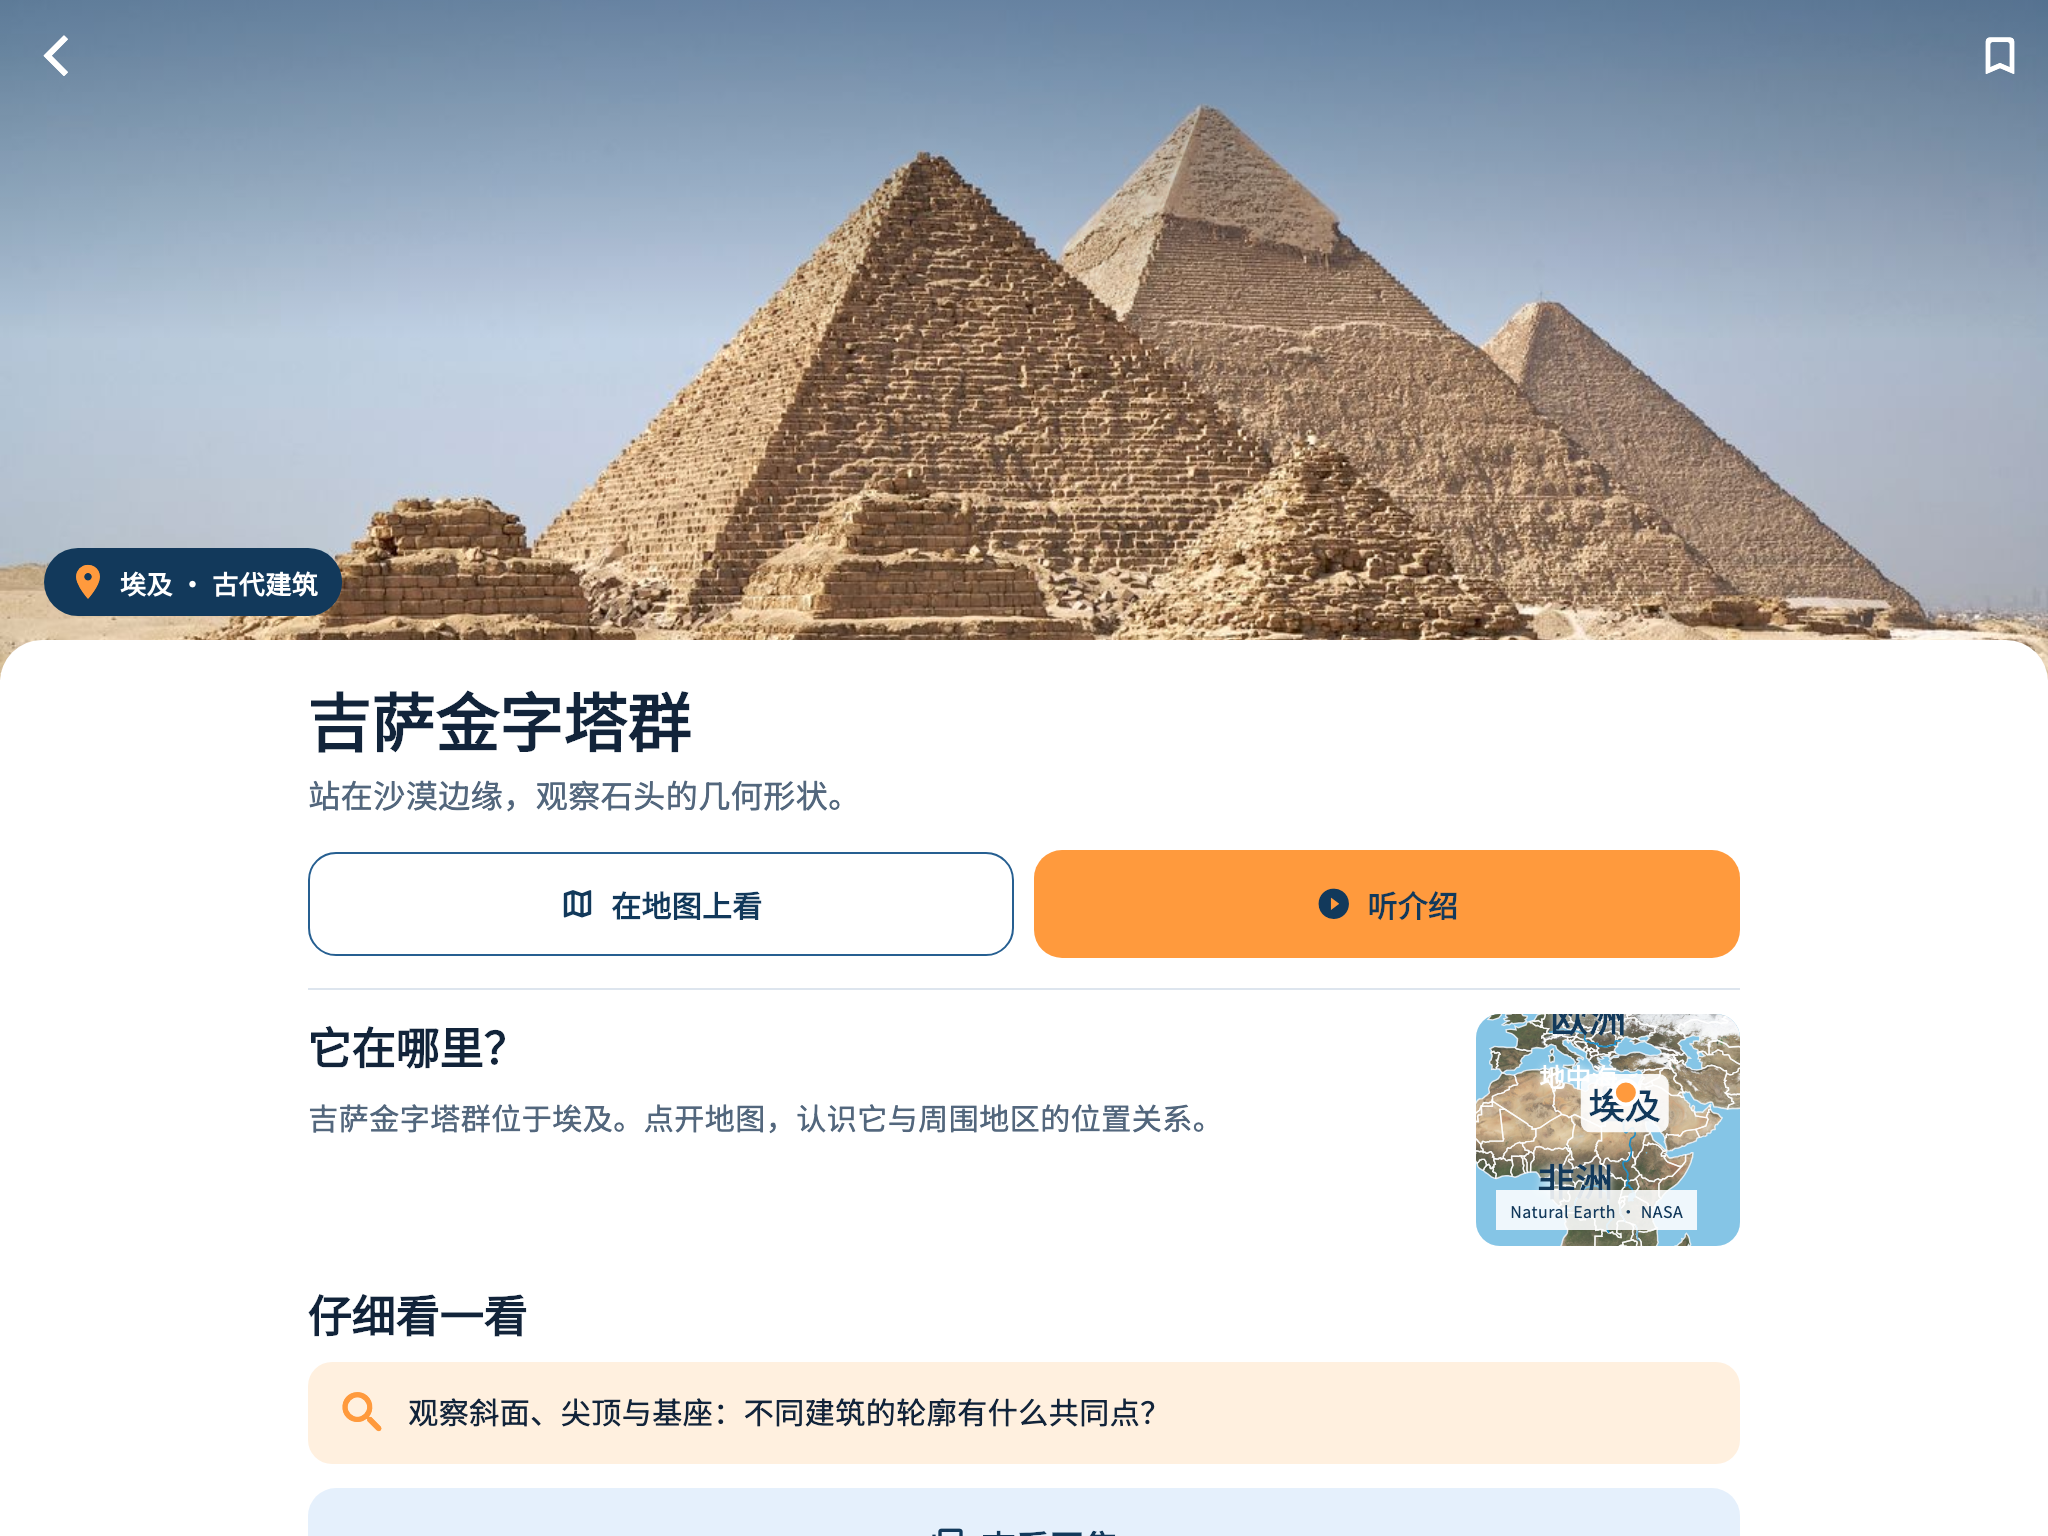 埃及 · 古代建筑
吉萨金字塔群
站在沙漠边缘，观察石头的几何形状。
在地图上看
听介绍
它在哪里？
吉萨金字塔群位于埃及。点开地图，认识它与周围地区的位置关系。
欧洲
地中海
埃及
非洲
Natural Earth · NASA
仔细看一看
观察斜面、尖顶与基座：不同建筑的轮廓有什么共同点？